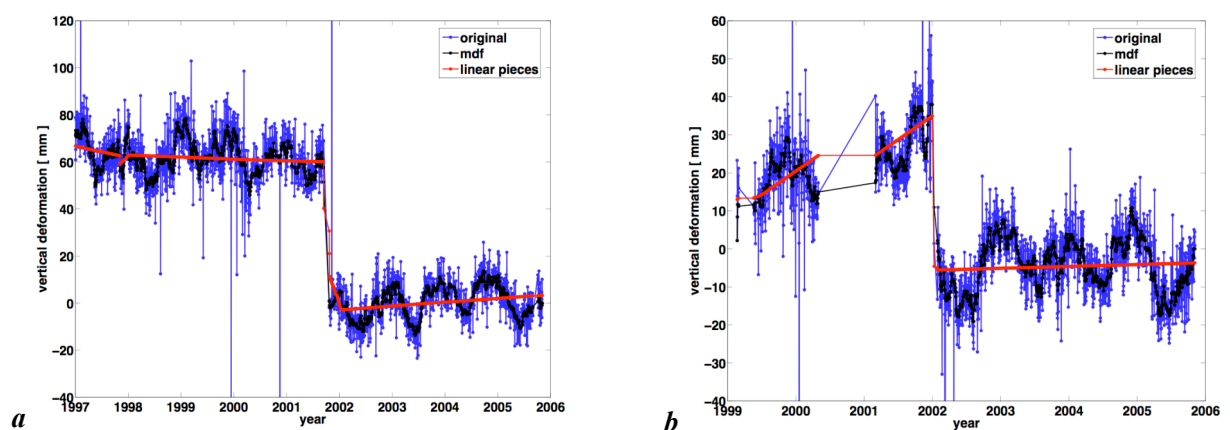 120
100
80
60
40
20
0
−20
−40
vertical deformation [ mm ]
original
mdf
linear pieces
1997 1998 1999 2000 2001 2002 2003 2004 2005 2006
year
a
60
50
40
30
20
10
0
−10
−20
−30
−40
vertical deformation [ mm ]
original
mdf
linear pieces
1999 2000 2001 2002 2003 2004 2005 2006
year
b